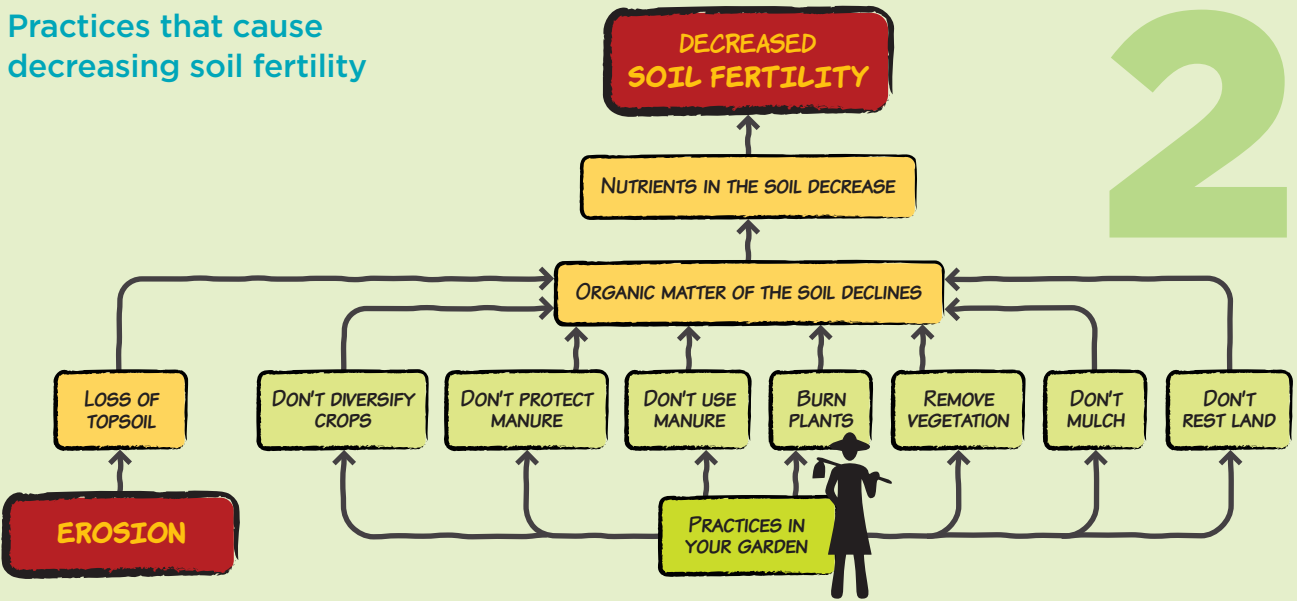 Practices that cause
decreasing soil fertility
2
DECREASED
SOIL FERTILITY
NUTRIENTS IN THE SOIL DECREASE
ORGANIC MATTER OF THE SOIL DECLINES
LOSS OF
TOPSOIL
DON'T DIVERSIFY
CROPS
DON'T PROTECT
MANURE
DON'T USE
MANURE
BURN
PLANTS
REMOVE
VEGETATION
DON'T
MULCH
DON'T
REST LAND
EROSION
PRACTICES IN
YOUR GARDEN